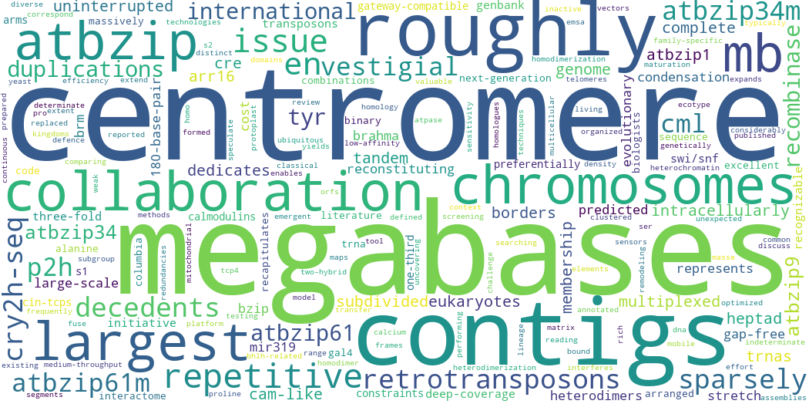 diverse technologies gateway-compatible genbank emsa vectors
correspond uninterrupted international roughly inactive typically
arms massively transposons homodimerization atbzip34m
atbzip issue family-specific complete
s2 distinct en vestigial maturation atbzip1 mb
duplications cre combinations next-generation genome domains condensation recombinase
yeast efficiency extend telomeres expands
centromere
prepared determinate pro review homology living ecotype considerably
continuous extent replaced brm arr16 cost tyr binary atpase sensitivity homologues techniques organized cml published
kingdoms reported 180-base-pair homo formed brahma low-affinity yields density multicellular sequence evolutionary biologists genetically
defence protoplast speculate ubiquitous tandem preferentially swi/snf heterochromatin
comparing classical enables dedicates reconstituting excellent recognizable
code weak collaboration chromosomes
orfs context
three-fold methods calmodulins emergent literature defined screening borders predicted clustered intracellularly
atbzip34 columbia mitochondrial recapitulates trna tool maps unexpected common discuss
cry2h-seq alanine subgroup redundancies tcp4 two-hybrid one-third uncovering searching challenge membership sensors remodeling ser masse
p2h s1 megabases represents atbzip9
large-scale model elements tcp4
cin-tcps decedents bzip subdivided eukaryotes multiplexed optimized
frequently testing transfer annotated heptad indeterminate
initiative platform atbzip61 calcium performing lineage rich dna mobile gap-free
fuse mir319 matrix contigs trnas
largest bhlh-related range gal4 frames reading bound
existing medium-throughput homodimer interferes effort
atbzip61m repetitive retrotransposons sparsely
segments interactome proline cam-like constraints deep-coverage heterodimerization heterodimers arranged stretch assemblies